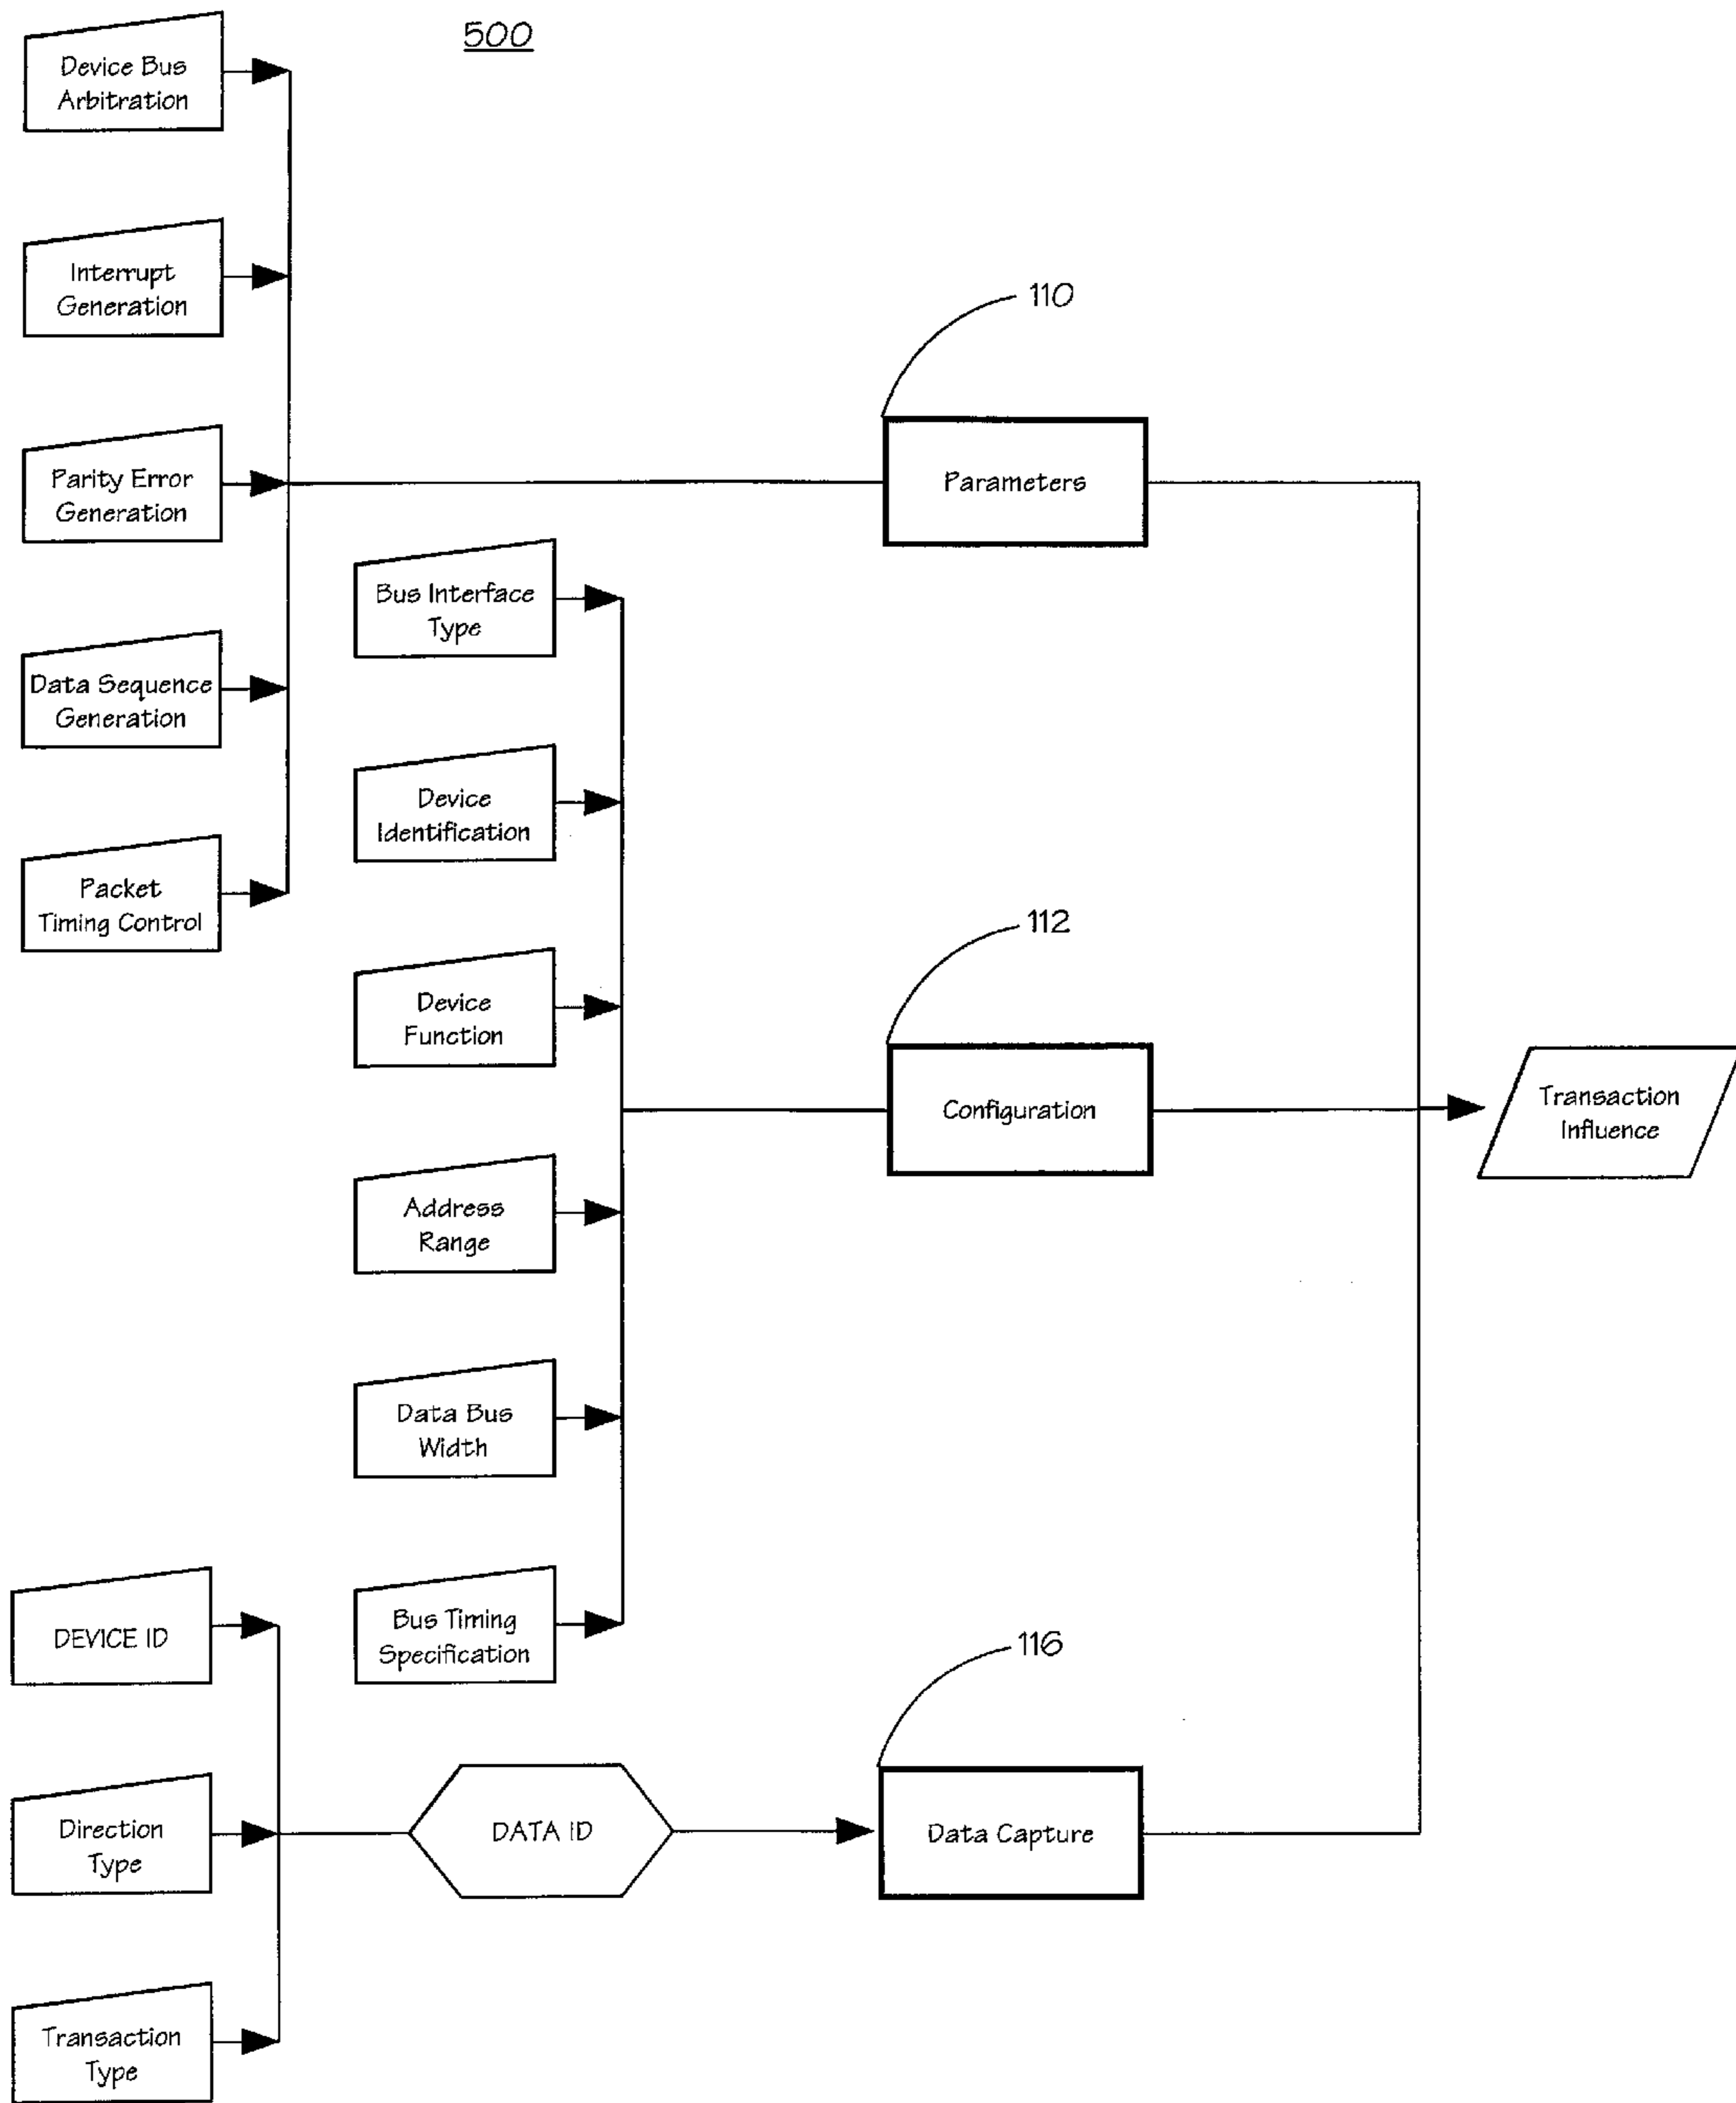 500
Device Bus
Arbitration
Interrupt
Generation
110
Parity Error
Generation
Parameters
Bus Interface
Type
Data Sequence
Generation
Device
Identification
Packet
Timing Control
112
Device
Function
Configuration
Transaction
Influence
Address
Range
Data Bus
Width
DEVICE ID
Bus Timing
Specification
116
Direction
Type
DATA ID
Data Capture
Transaction
Type